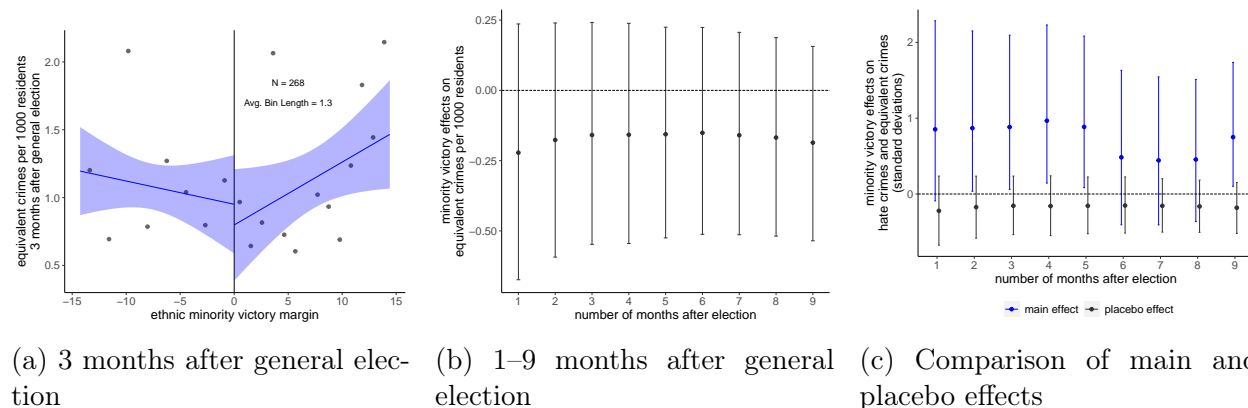 equivalent crimes per 1000 residents
3 months after general election
2.0
1.5
1.0
0.5
N = 268
Avg. Bin Length = 1.3
−15 −10 −5 0 5 10 15
ethnic minority victory margin
minority victory effects on
equivalent crimes per 1000 residents
0.25
0.00
−0.25
−0.50
1 2 3 4 5 6 7 8 9
number of months after election
minority victory effects on
hate crimes and equivalent crimes
(standard deviations)
2
1
0
1 2 3 4 5 6 7 8 9
number of months after election
main effect placebo effect
(a) 3 months after general elec-
tion
(b) 1–9 months after general
election
(c) Comparison of main and
placebo effects